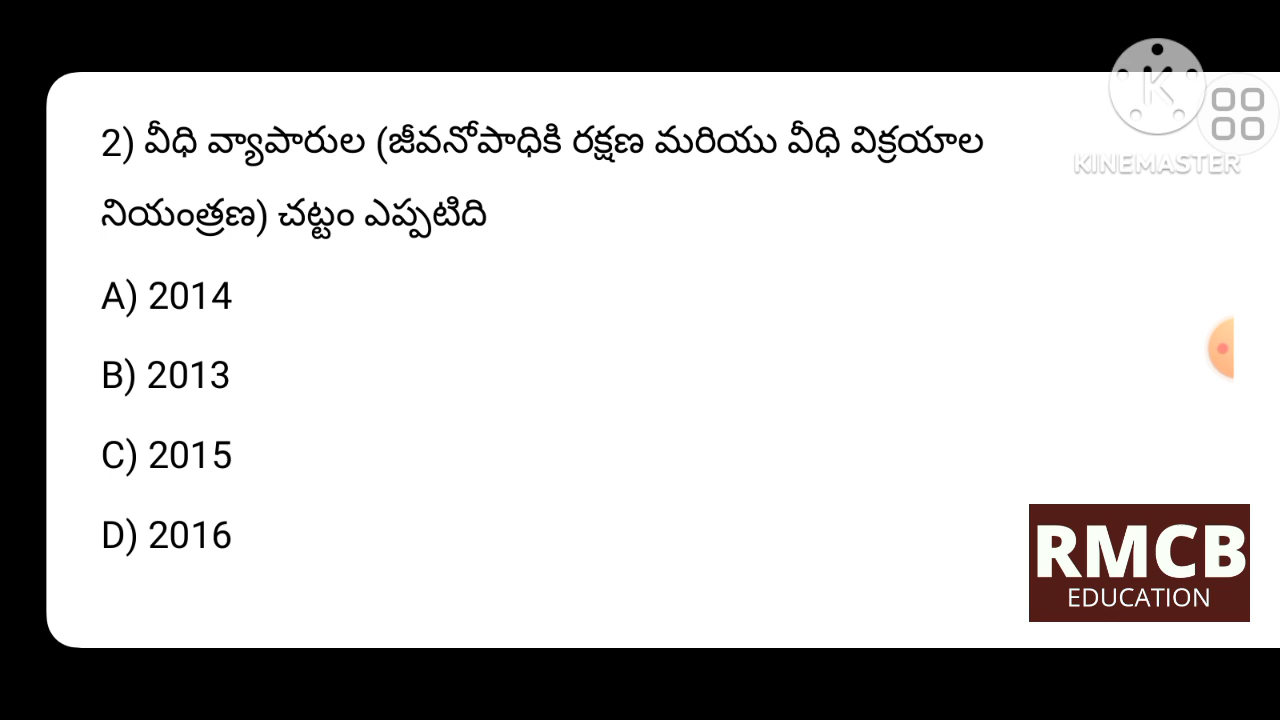 2) వీధి వ్యాపారుల (జీవనోపాధికి రక్షణ మరియు వీధి విక్రయాల
నియంత్రణ) చట్టం ఎప్పటిది
A) 2014
B) 2013
C) 2015
D) 2016
K
KINEMASTER
RMCB
EDUCATION